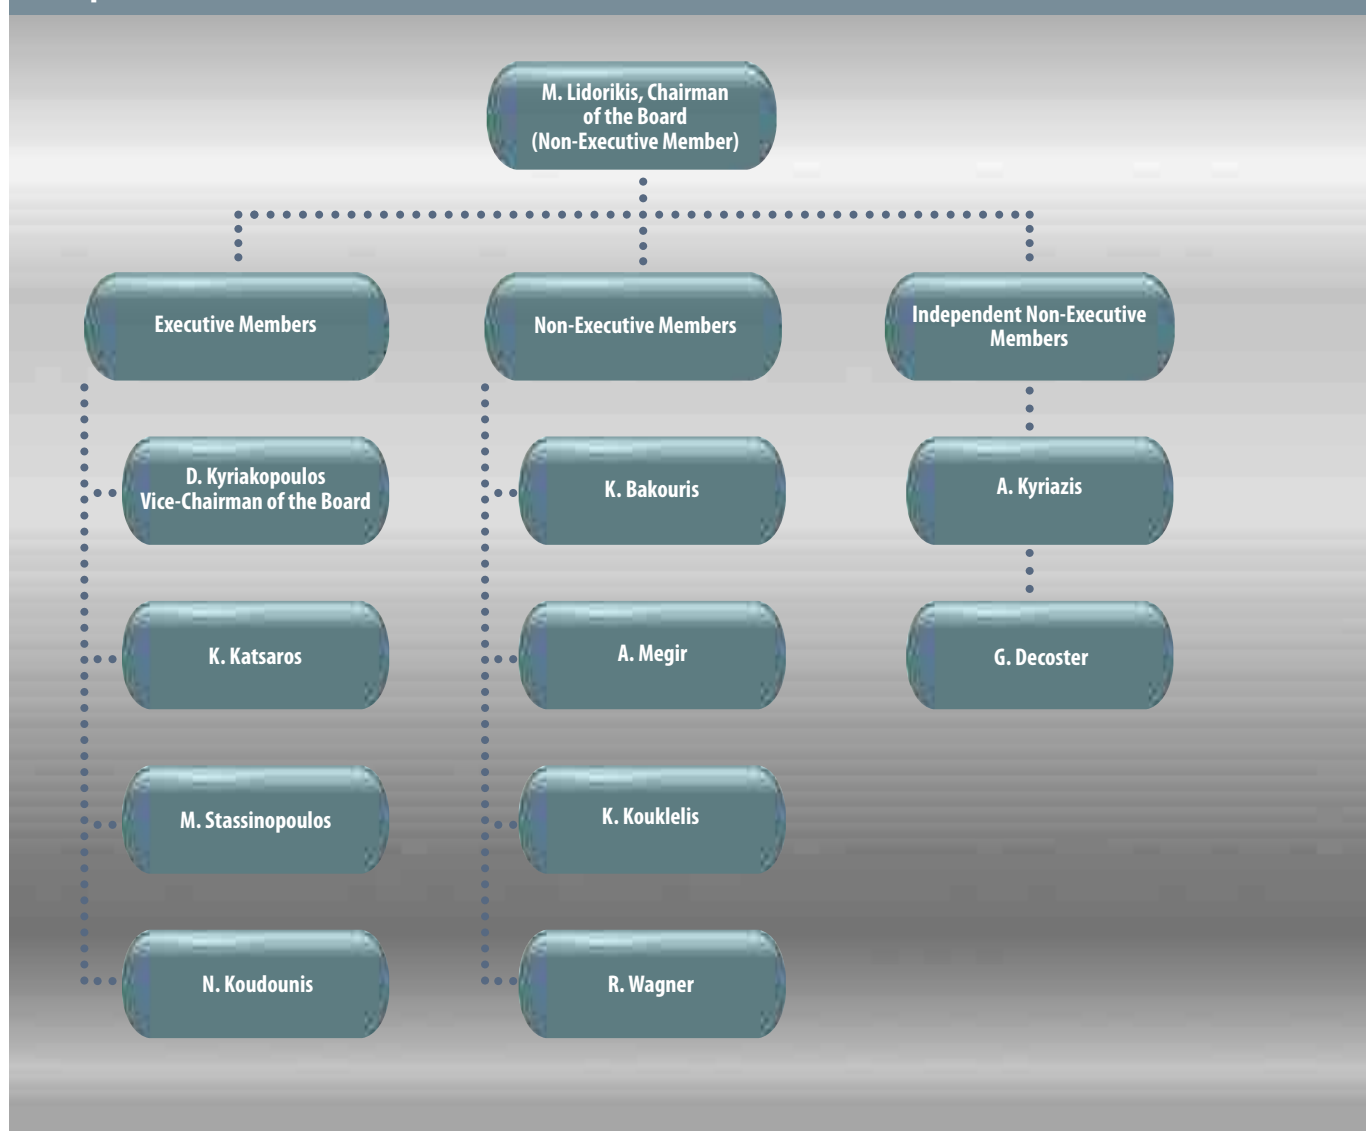 M. Lidorikis, Chairman
of the Board
(Non-Executive Member)
Executive Members
Non-Executive Members
Independent Non-Executive
Members
D. Kyriakopoulos
Vice-Chairman of the Board
K. Bakouris
A. Kyriazis
K. Katsaros
A. Megir
G. Decoster
M. Stassinopoulos
K. Kouklelis
N. Koudounis
R. Wagner